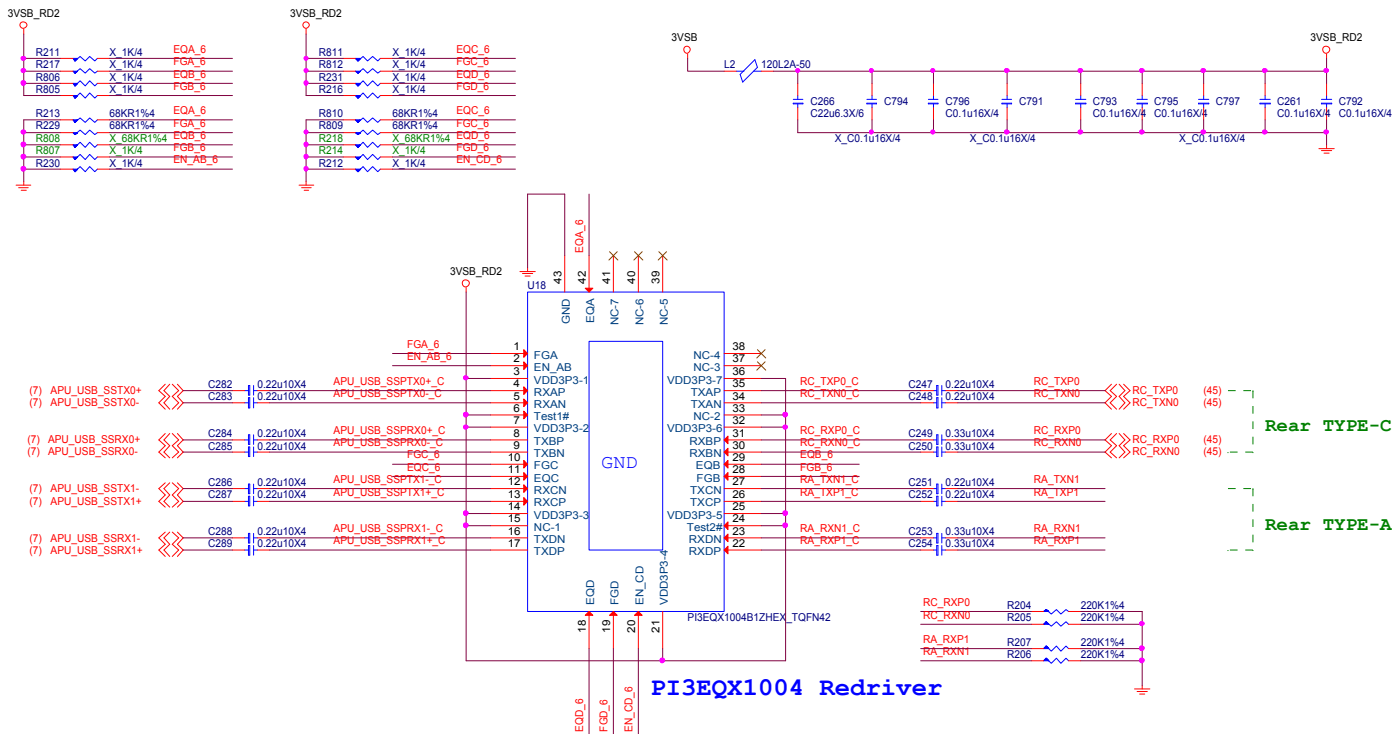 3VSB_RD2
R211 X_1K/4 EQA_6
R217 X_1K/4 FGA_6
R806 X_1K/4 EQB_6
R805 X_1K/4 FGB_6
R213 68KR1%4 EQA_6
R229 68KR1%4 FGA_6
R808 X_68KR1%4 EQB_6
R807 X_1K/4 FGB_6
R230 X_1K/4 EN_AB_6
3VSB_RD2
R811 X_1K/4 EQC_6
R812 X_1K/4 FGC_6
R231 X_1K/4 EQD_6
R216 X_1K/4 FGD_6
R810 68KR1%4 EQC_6
R809 68KR1%4 FGC_6
R218 X_68KR1%4 EQD_6
R214 X_1K/4 FGD_6
R212 X_1K/4 EN_CD_6
3VSB
L2 120L2A-50
3VSB_RD2
C266 C794 C796 C791 C793 C795 C797 C261 C792
C22u6.3X/6 C0.1u16X/4 C0.1u16X/4 C0.1u16X/4 C0.1u16X/4 C0.1u16X/4
X_C0.1u16X/4 X_C0.1u16X/4 X_C0.1u16X/4
EQA_6
3VSB_RD2
U18
43 42 41 40 39
GND EQA NC-7 NC-6 NC-5
FGA_6 1 FGA
EN_AB_6 2 EN_AB
3 VDD3P3-1
(7) APU_USB_SSTX0+ C282 0.22u10X4 APU_USB_SSPTX0+_C 4 RXAP
(7) APU_USB_SSTX0- C283 0.22u10X4 APU_USB_SSPTX0-_C 5 RXAN
6 Test1#
7 VDD3P3-2
(7) APU_USB_SSRX0+ C284 0.22u10X4 APU_USB_SSPRX0+_C 8 TXBP
(7) APU_USB_SSRX0- C285 0.22u10X4 APU_USB_SSPRX0-_C 9 TXBN
FGC_6 10 FGC
EQC_6 11 EQC
(7) APU_USB_SSTX1- C286 0.22u10X4 APU_USB_SSPTX1-_C 12 RXCN
(7) APU_USB_SSTX1+ C287 0.22u10X4 APU_USB_SSPTX1+_C 13 RXCP
14 VDD3P3-3
15 NC-1
(7) APU_USB_SSRX1- C288 0.22u10X4 APU_USB_SSPRX1-_C 16 TXDN
(7) APU_USB_SSRX1+ C289 0.22u10X4 APU_USB_SSPRX1+_C 17 TXDP
GND
NC-4 38
NC-3 37
VDD3P3-7 36
TXAP 35 RC_TXP0_C C247 0.22u10X4 RC_TXP0 RC_TXP0 (45)
TXAN 34 RC_TXN0_C C248 0.22u10X4 RC_TXN0 RC_TXN0 (45)
NC-2 33
VDD3P3-6 32
RXBP 31 RC_RXP0_C C249 0.33u10X4 RC_RXP0 RC_RXP0 (45)
RXBN 30 RC_RXN0_C C250 0.33u10X4 RC_RXN0 RC_RXN0 (45)
EQB 29 EQB_6
FGB 28 FGB_6
TXCN 27 RA_TXN1_C C251 0.22u10X4 RA_TXN1
TXCP 26 RA_TXP1_C C252 0.22u10X4 RA_TXP1
VDD3P3-5 25
Test2# 24
RXDN 23 RA_RXN1_C C253 0.33u10X4 RA_RXN1
RXDP 22 RA_RXP1_C C254 0.33u10X4 RA_RXP1
Rear TYPE-C
Rear TYPE-A
EQD FGD EN_CD VDD3P3-4
18 19 20 21
EQD_6 FGD_6 EN_CD_6
PI3EQX1004B1ZHEX_TQFN42
RC_RXP0 R204 220K1%4
RC_RXN0 R205 220K1%4
RA_RXP1 R207 220K1%4
RA_RXN1 R206 220K1%4
PI3EQX1004 Redriver